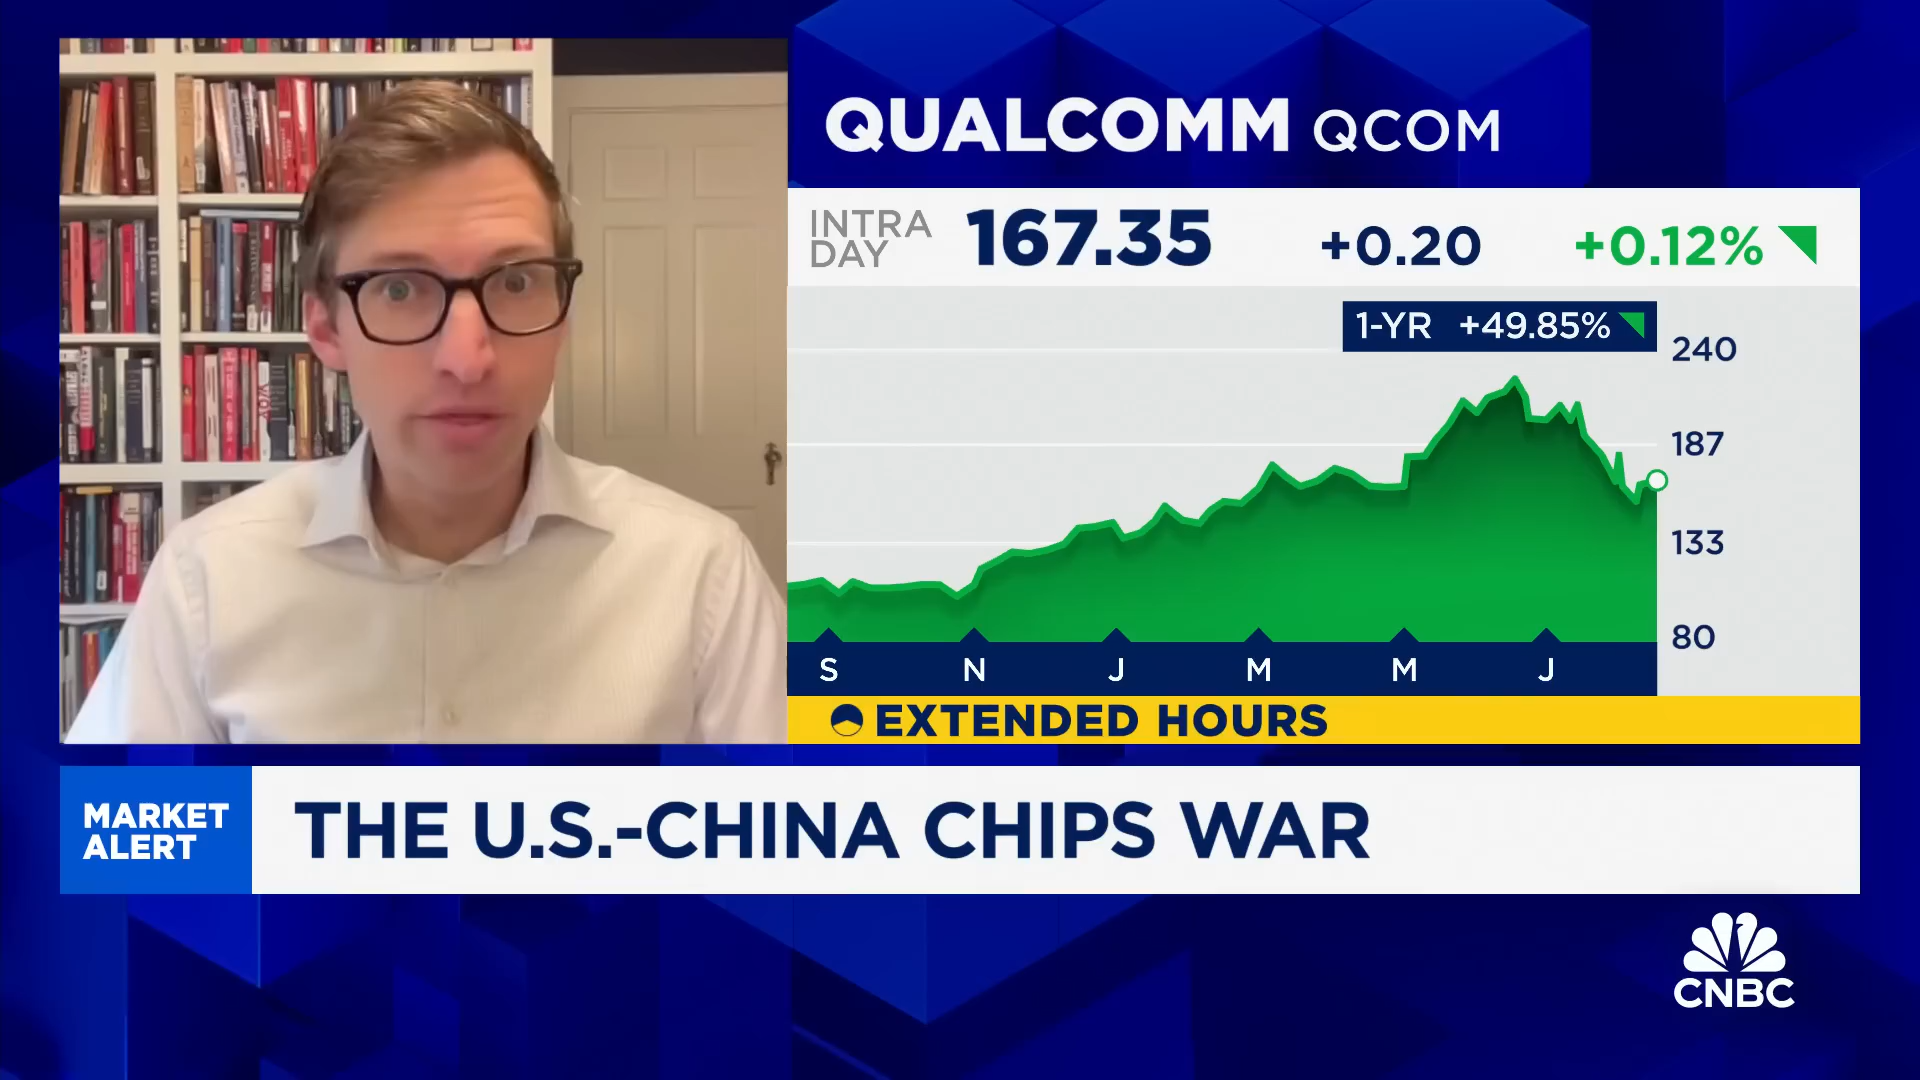 QUALCOMM QCOM
INTRA DAY 167.35 +0.20 +0.12%
1-YR +49.85%
240
187
133
80
S N J M M J
EXTENDED HOURS
MARKET ALERT
THE U.S.-CHINA CHIPS WAR
CNBC